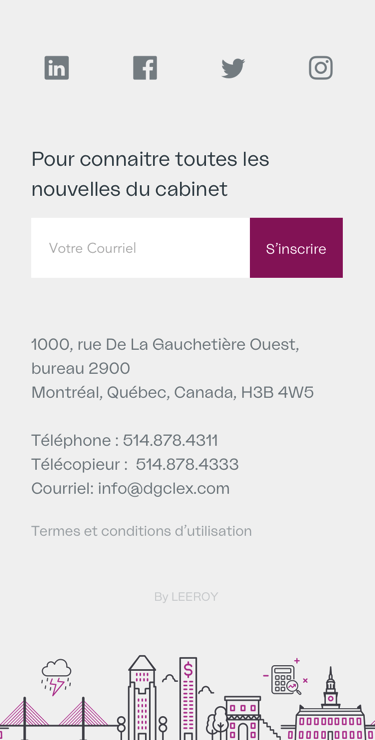 Pour connaitre toutes les
nouvelles du cabinet
Votre Courriel
S'inscrire
1000, rue De La Gauchetière Ouest,
bureau 2900
Montréal, Québec, Canada, H3B 4W5
Téléphone : 514.878.4311
Télécopieur :  514.878.4333
Courriel: info@dgclex.com
Termes et conditions d'utilisation
By LEEROY
$